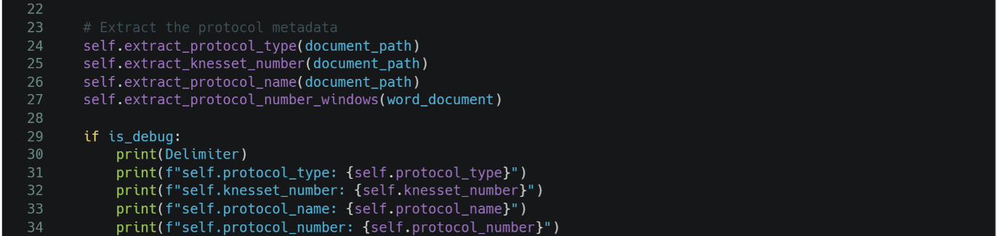 22
23 # Extract the protocol metadata
24 self.extract_protocol_type(document_path)
25 self.extract_knesset_number(document_path)
26 self.extract_protocol_name(document_path)
27 self.extract_protocol_number_windows(word_document)
28
29 if is_debug:
30 print(Delimiter)
31 print(f"self.protocol_type: {self.protocol_type}")
32 print(f"self.knesset_number: {self.knesset_number}")
33 print(f"self.protocol_name: {self.protocol_name}")
34 print(f"self.protocol_number: {self.protocol_number}")